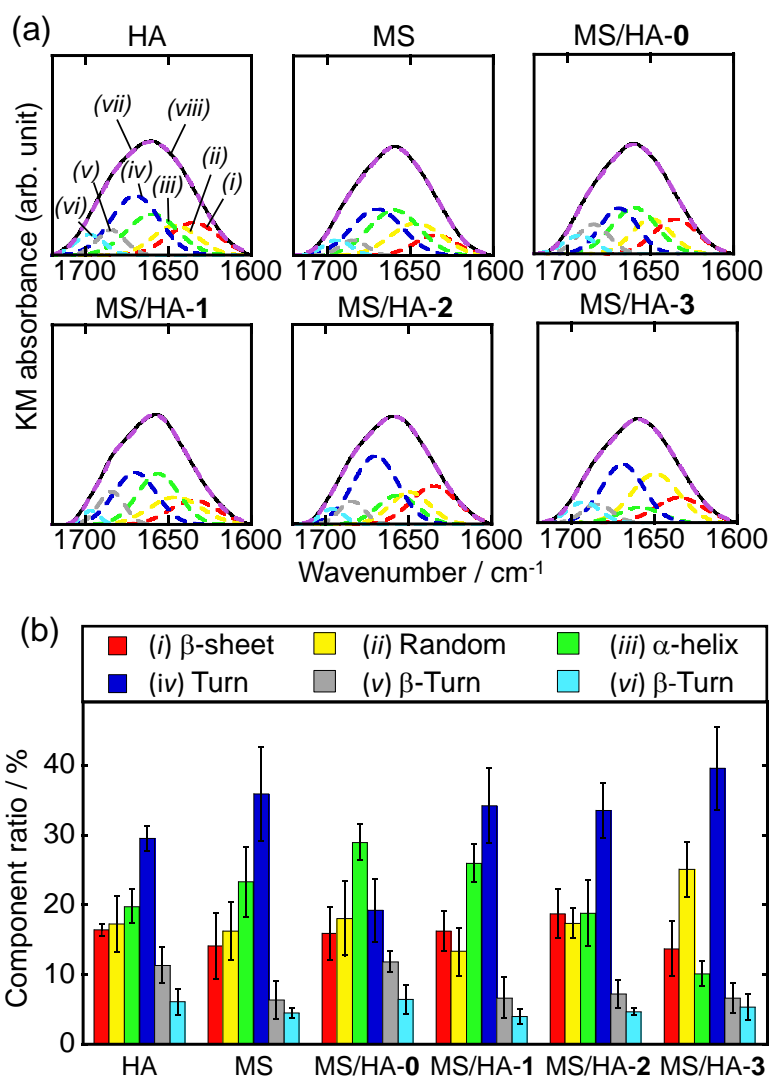 (a)
HA MS MS/HA-0
KM absorbance (arb. unit)
(vii) (viii)
(ii)
(v) (iv) (i)
(vi) (iii)
1700 1650 1600 1700 1650 1600 1700 1650 1600
MS/HA-1 MS/HA-2 MS/HA-3
1700 1650 1600 1700 1650 1600 1700 1650 1600
Wavenumber / cm⁻¹
(b)
(i) β-sheet (ii) Random (iii) α-helix
(iv) Turn (v) β-Turn (vi) β-Turn
Component ratio / %
40
30
20
10
0
HA MS MS/HA-0 MS/HA-1 MS/HA-2 MS/HA-3